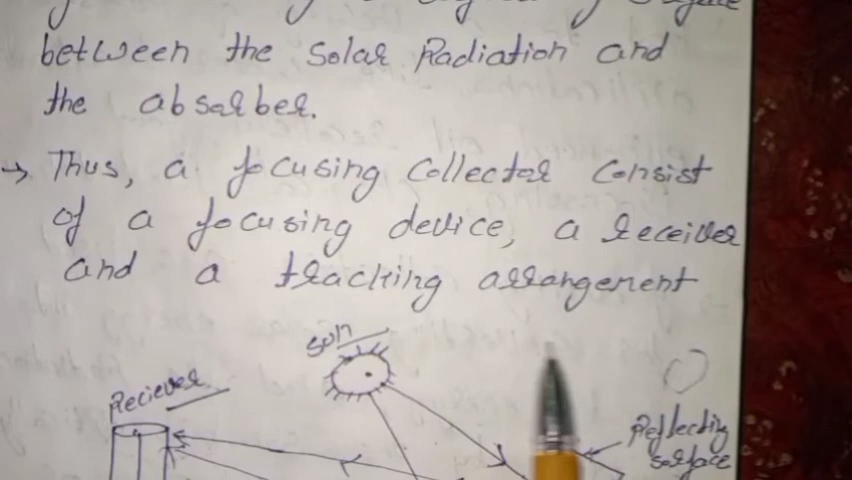 between the Solar Radiation and
the absorber.
→ Thus, a focusing Collector Consist
of a focusing device, a receiver
and a tracking arrangement
Sun
Reciever
Reflecting
surface